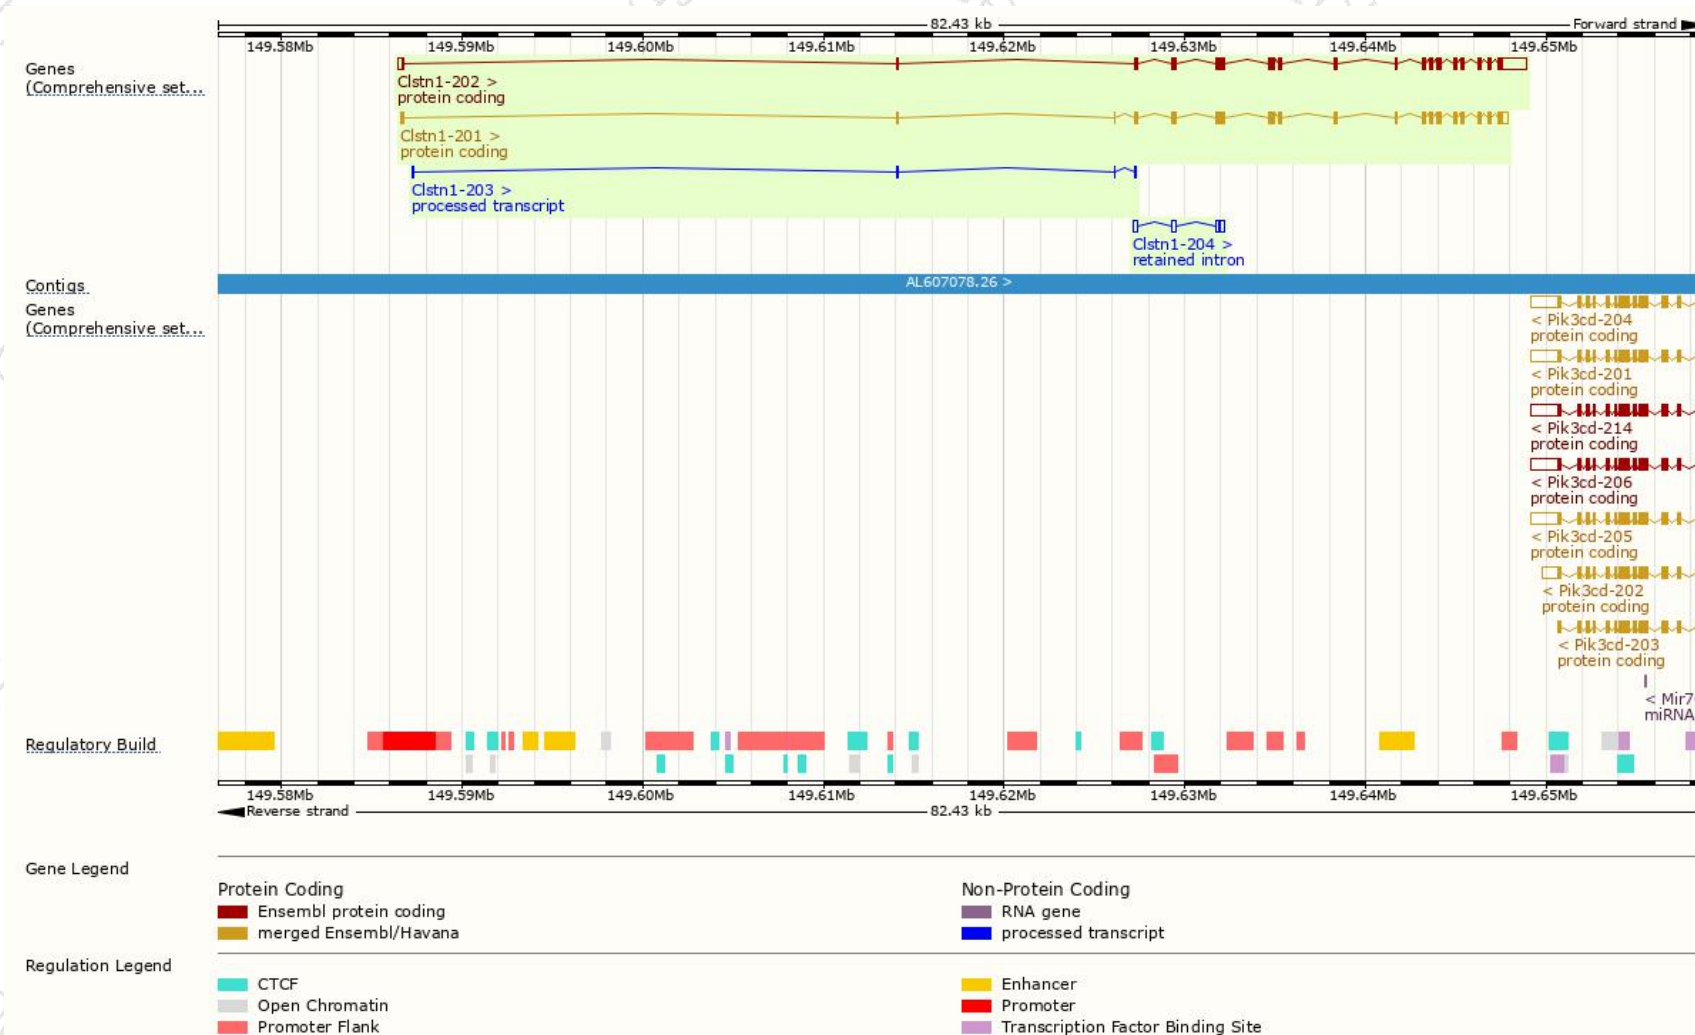 82.43 kb Forward strand
149.58Mb 149.59Mb 149.60Mb 149.61Mb 149.62Mb 149.63Mb 149.64Mb 149.65Mb
Genes
(Comprehensive set...
Clstn1-202 >
protein coding
Clstn1-201 >
protein coding
Clstn1-203 >
processed transcript
Clstn1-204 >
retained intron
Contigs
AL607078.26 >
Genes
(Comprehensive set...
< Pik3cd-204
protein coding
< Pik3cd-201
protein coding
< Pik3cd-214
protein coding
< Pik3cd-206
protein coding
< Pik3cd-205
protein coding
< Pik3cd-202
protein coding
< Pik3cd-203
protein coding
< Mir7
miRNA
Regulatory Build
149.58Mb 149.59Mb 149.60Mb 149.61Mb 149.62Mb 149.63Mb 149.64Mb 149.65Mb
Reverse strand 82.43 kb
Gene Legend
Protein Coding Non-Protein Coding
Ensembl protein coding RNA gene
merged Ensembl/Havana processed transcript
Regulation Legend
CTCF Enhancer
Open Chromatin Promoter
Promoter Flank Transcription Factor Binding Site